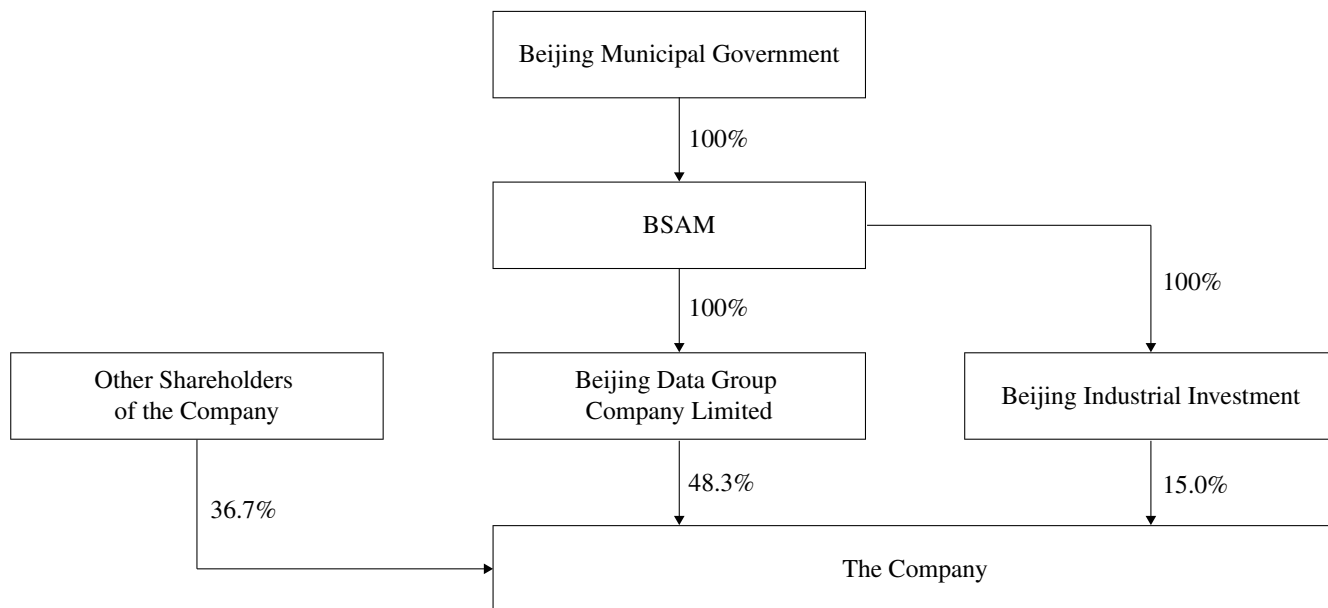 Beijing Municipal Government
100%
BSAM
100%
100%
Other Shareholders
of the Company
Beijing Data Group
Company Limited
Beijing Industrial Investment
36.7%
48.3%
15.0%
The Company